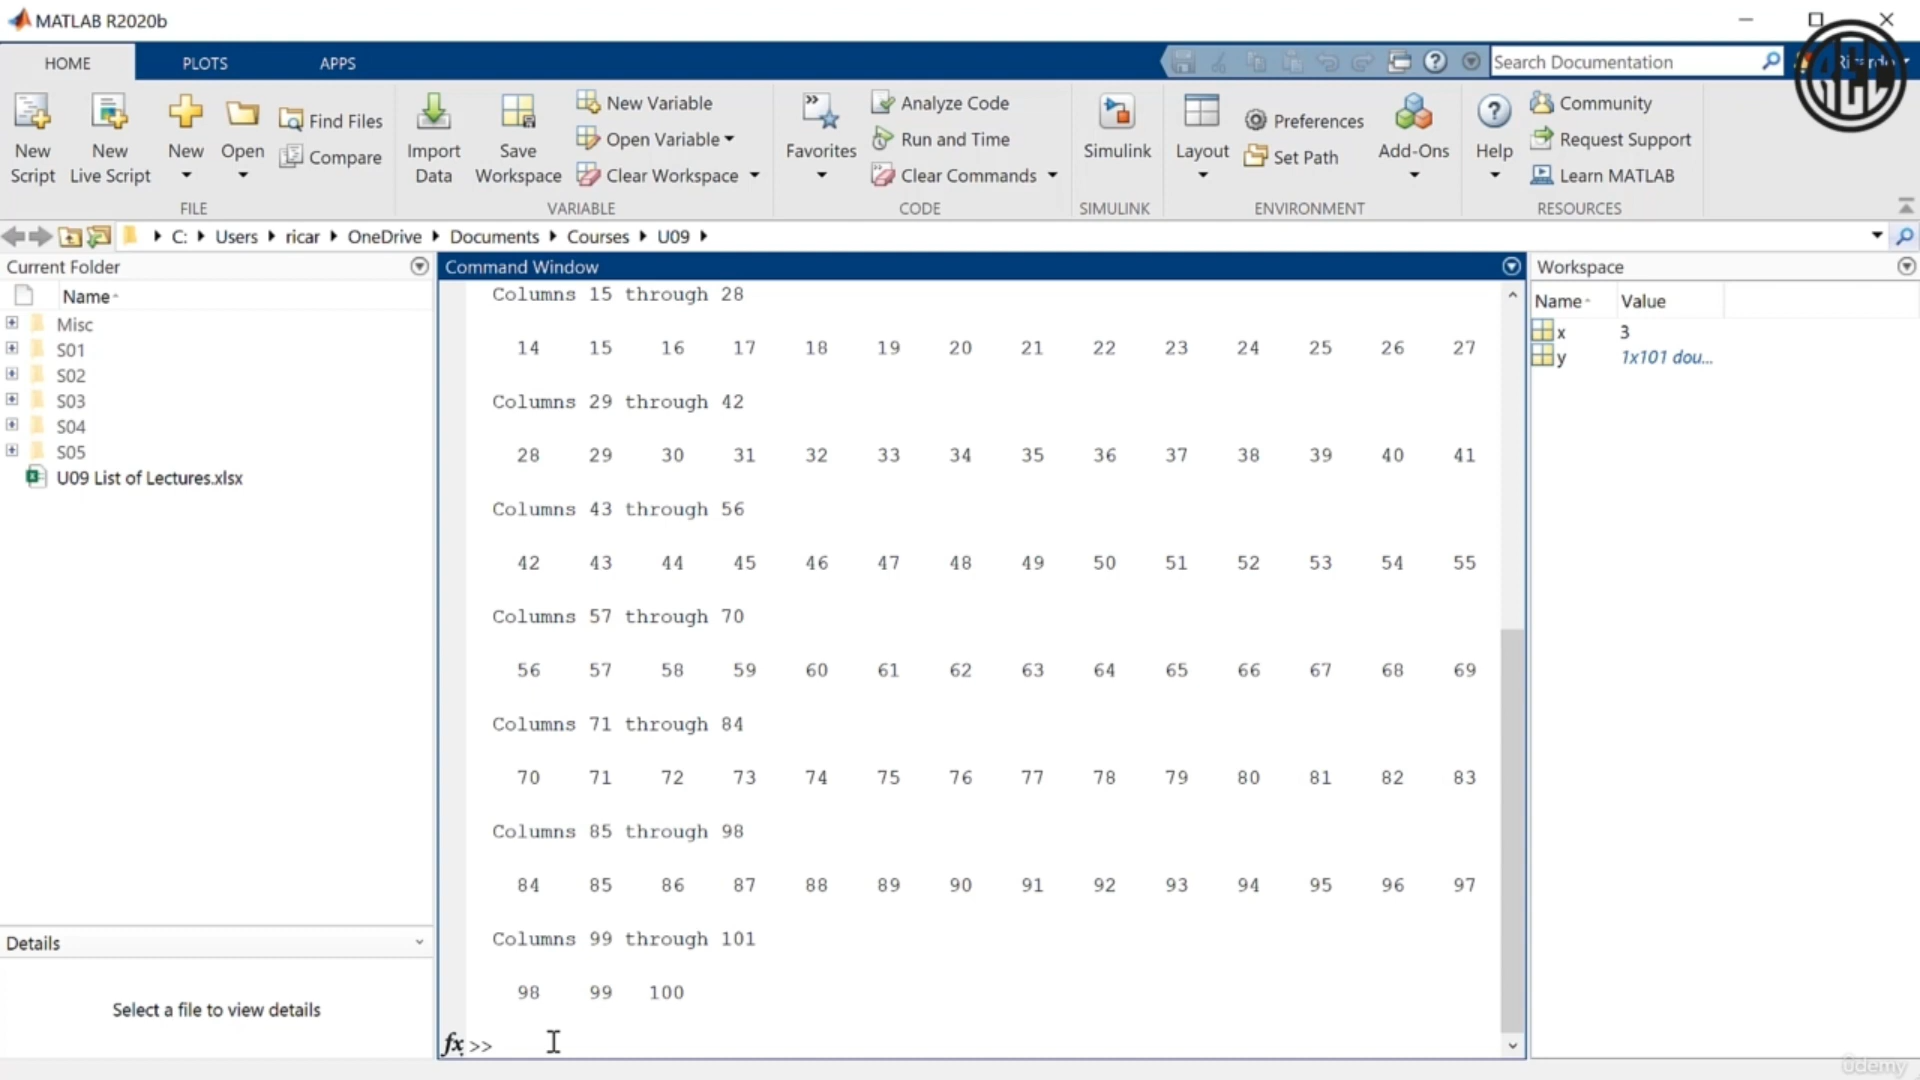 MATLAB R2020b
HOME PLOTS APPS Search Documentation
New Script New Live Script New Open Find Files Compare Import Data Save Workspace New Variable Open Variable Clear Workspace Favorites Analyze Code Run and Time Clear Commands Simulink Layout Preferences Set Path Add-Ons Help Community Request Support Learn MATLAB
FILE VARIABLE CODE SIMULINK ENVIRONMENT RESOURCES
C: Users ricar OneDrive Documents Courses U09
Current Folder
Name
Misc
S01
S02
S03
S04
S05
U09 List of Lectures.xlsx
Details
Select a file to view details
Command Window
Columns 15 through 28
14 15 16 17 18 19 20 21 22 23 24 25 26 27
Columns 29 through 42
28 29 30 31 32 33 34 35 36 37 38 39 40 41
Columns 43 through 56
42 43 44 45 46 47 48 49 50 51 52 53 54 55
Columns 57 through 70
56 57 58 59 60 61 62 63 64 65 66 67 68 69
Columns 71 through 84
70 71 72 73 74 75 76 77 78 79 80 81 82 83
Columns 85 through 98
84 85 86 87 88 89 90 91 92 93 94 95 96 97
Columns 99 through 101
98 99 100
fx >>
Workspace
Name Value
x 3
y 1x101 dou...
ûdemy